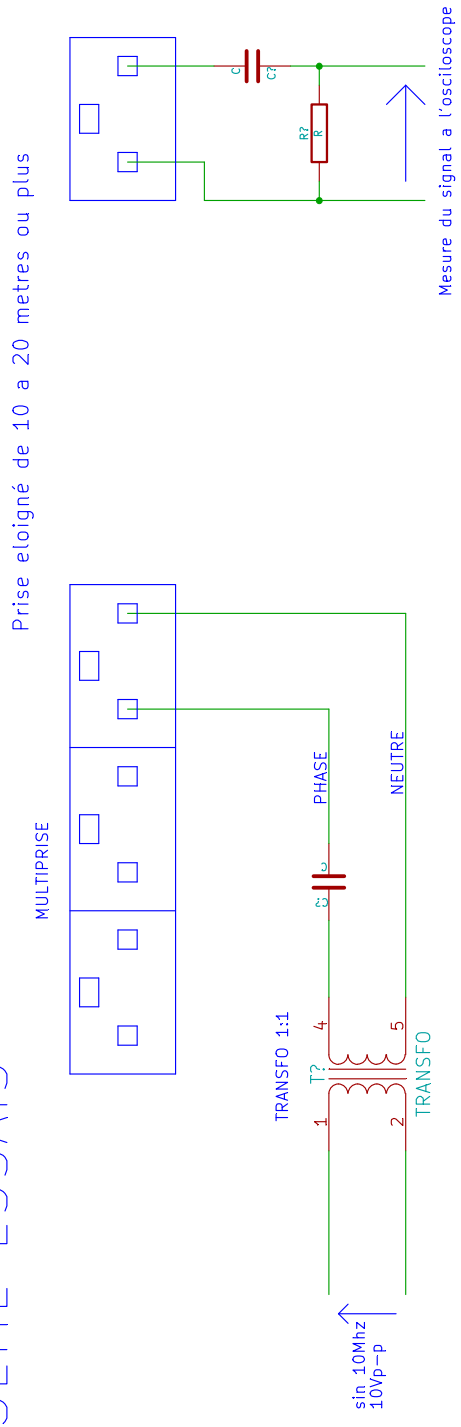 Prise eloigné de 10 a 20 metres ou plus
MULTIPRISE
C
C?
R?
R
Mesure du signal a l'osciloscope
PHASE
NEUTRE
C
C?
TRANSFO 1:1
T?
1
4
2
5
TRANSFO
sin 10Mhz
10Vp-p